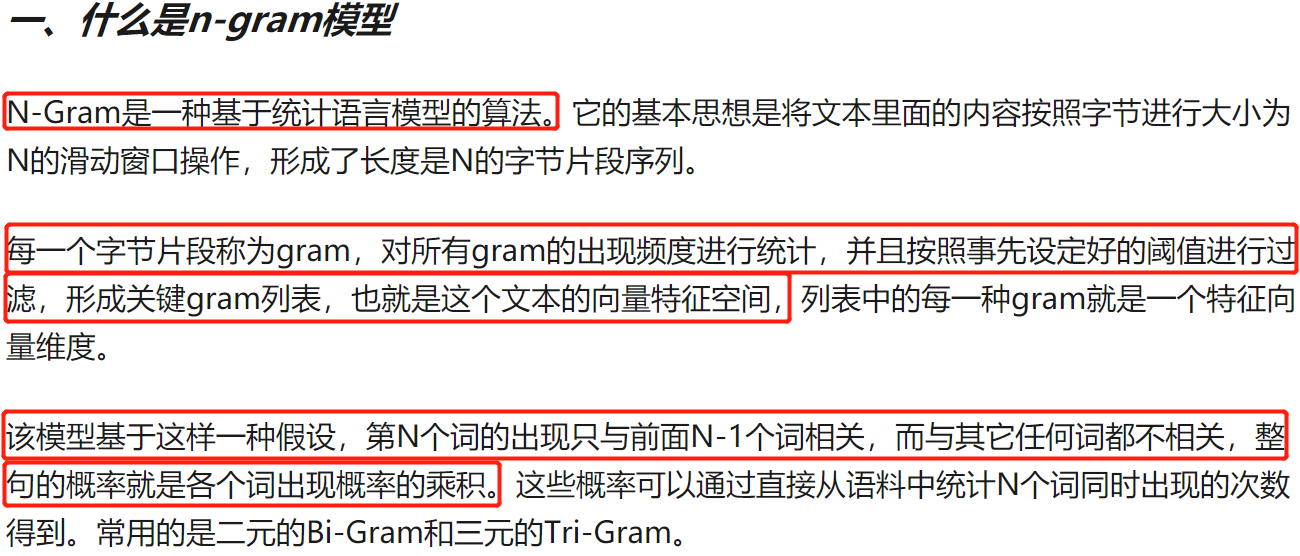 一、什么是n-gram模型
N-Gram是一种基于统计语言模型的算法。它的基本思想是将文本里面的内容按照字节进行大小为
N的滑动窗口操作，形成了长度是N的字节片段序列。
每一个字节片段称为gram，对所有gram的出现频度进行统计，并且按照事先设定好的阈值进行过
滤，形成关键gram列表，也就是这个文本的向量特征空间，列表中的每一种gram就是一个特征向
量维度。
该模型基于这样一种假设，第N个词的出现只与前面N-1个词相关，而与其它任何词都不相关，整
句的概率就是各个词出现概率的乘积。这些概率可以通过直接从语料中统计N个词同时出现的次数
得到。常用的是二元的Bi-Gram和三元的Tri-Gram。